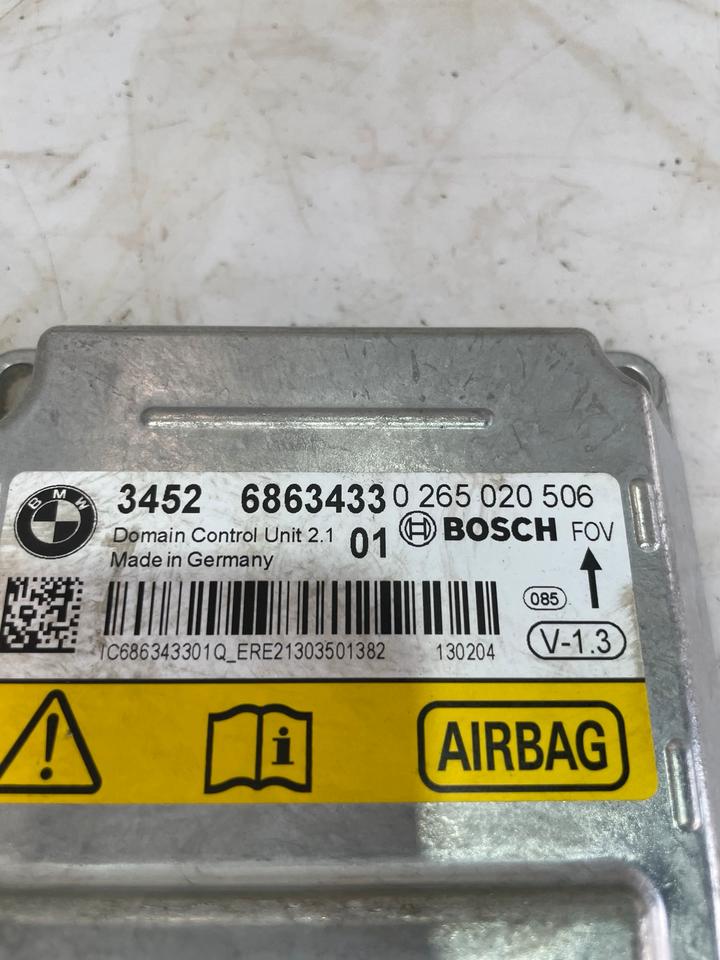 BMW
3452 6863433 0 265 020 506
Domain Control Unit 2.1 01 BOSCH FOV
Made in Germany
085
V-1.3
IC686343301Q_ERE21303501382 130204
i
AIRBAG